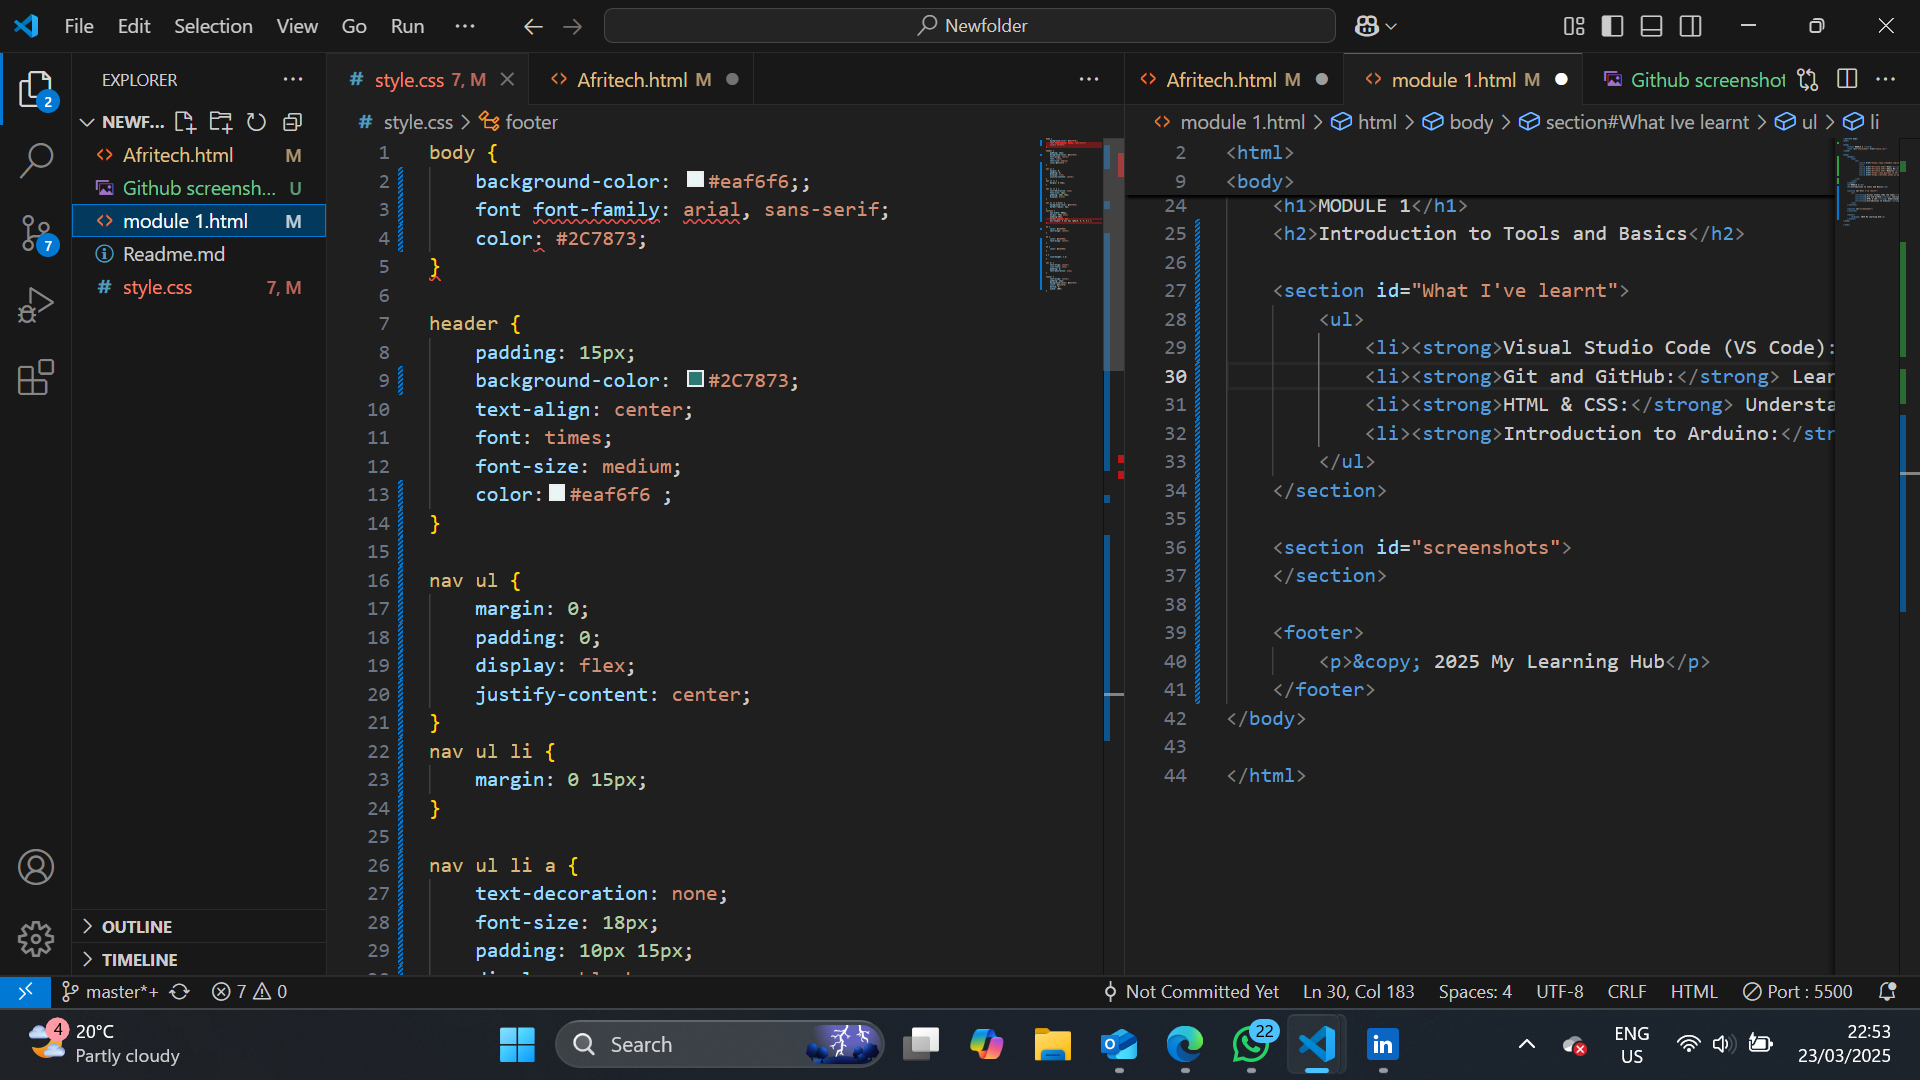 File Edit Selection View Go Run ···
Newfolder
EXPLORER
NEWF...
Afritech.html M
Github screensh... U
module 1.html M
Readme.md
style.css 7, M
OUTLINE
TIMELINE
2
7
style.css 7, M
Afritech.html M
style.css > footer
1 body {
2 background-color: #eaf6f6;;
3 font font-family: arial, sans-serif;
4 color: #2C7873;
5 }
6
7 header {
8 padding: 15px;
9 background-color: #2C7873;
10 text-align: center;
11 font: times;
12 font-size: medium;
13 color: #eaf6f6 ;
14 }
15
16 nav ul {
17 margin: 0;
18 padding: 0;
19 display: flex;
20 justify-content: center;
21 }
22 nav ul li {
23 margin: 0 15px;
24 }
25
26 nav ul li a {
27 text-decoration: none;
28 font-size: 18px;
29 padding: 10px 15px;
Afritech.html M
module 1.html M
Github screenshot
module 1.html > html > body > section#What Ive learnt > ul > li
2 <html>
9 <body>
24 <h1>MODULE 1</h1>
25 <h2>Introduction to Tools and Basics</h2>
26
27 <section id="What I've learnt">
28 <ul>
29 <li><strong>Visual Studio Code (VS Code):
30 <li><strong>Git and GitHub:</strong> Lear
31 <li><strong>HTML & CSS:</strong> Understa
32 <li><strong>Introduction to Arduino:</str
33 </ul>
34 </section>
35
36 <section id="screenshots">
37 </section>
38
39 <footer>
40 <p>&copy; 2025 My Learning Hub</p>
41 </footer>
42 </body>
43
44 </html>
master*+ 7 0
Not Committed Yet Ln 30, Col 183 Spaces: 4 UTF-8 CRLF HTML Port : 5500
4
20°C
Partly cloudy
Search
22
ENG
US
22:53
23/03/2025